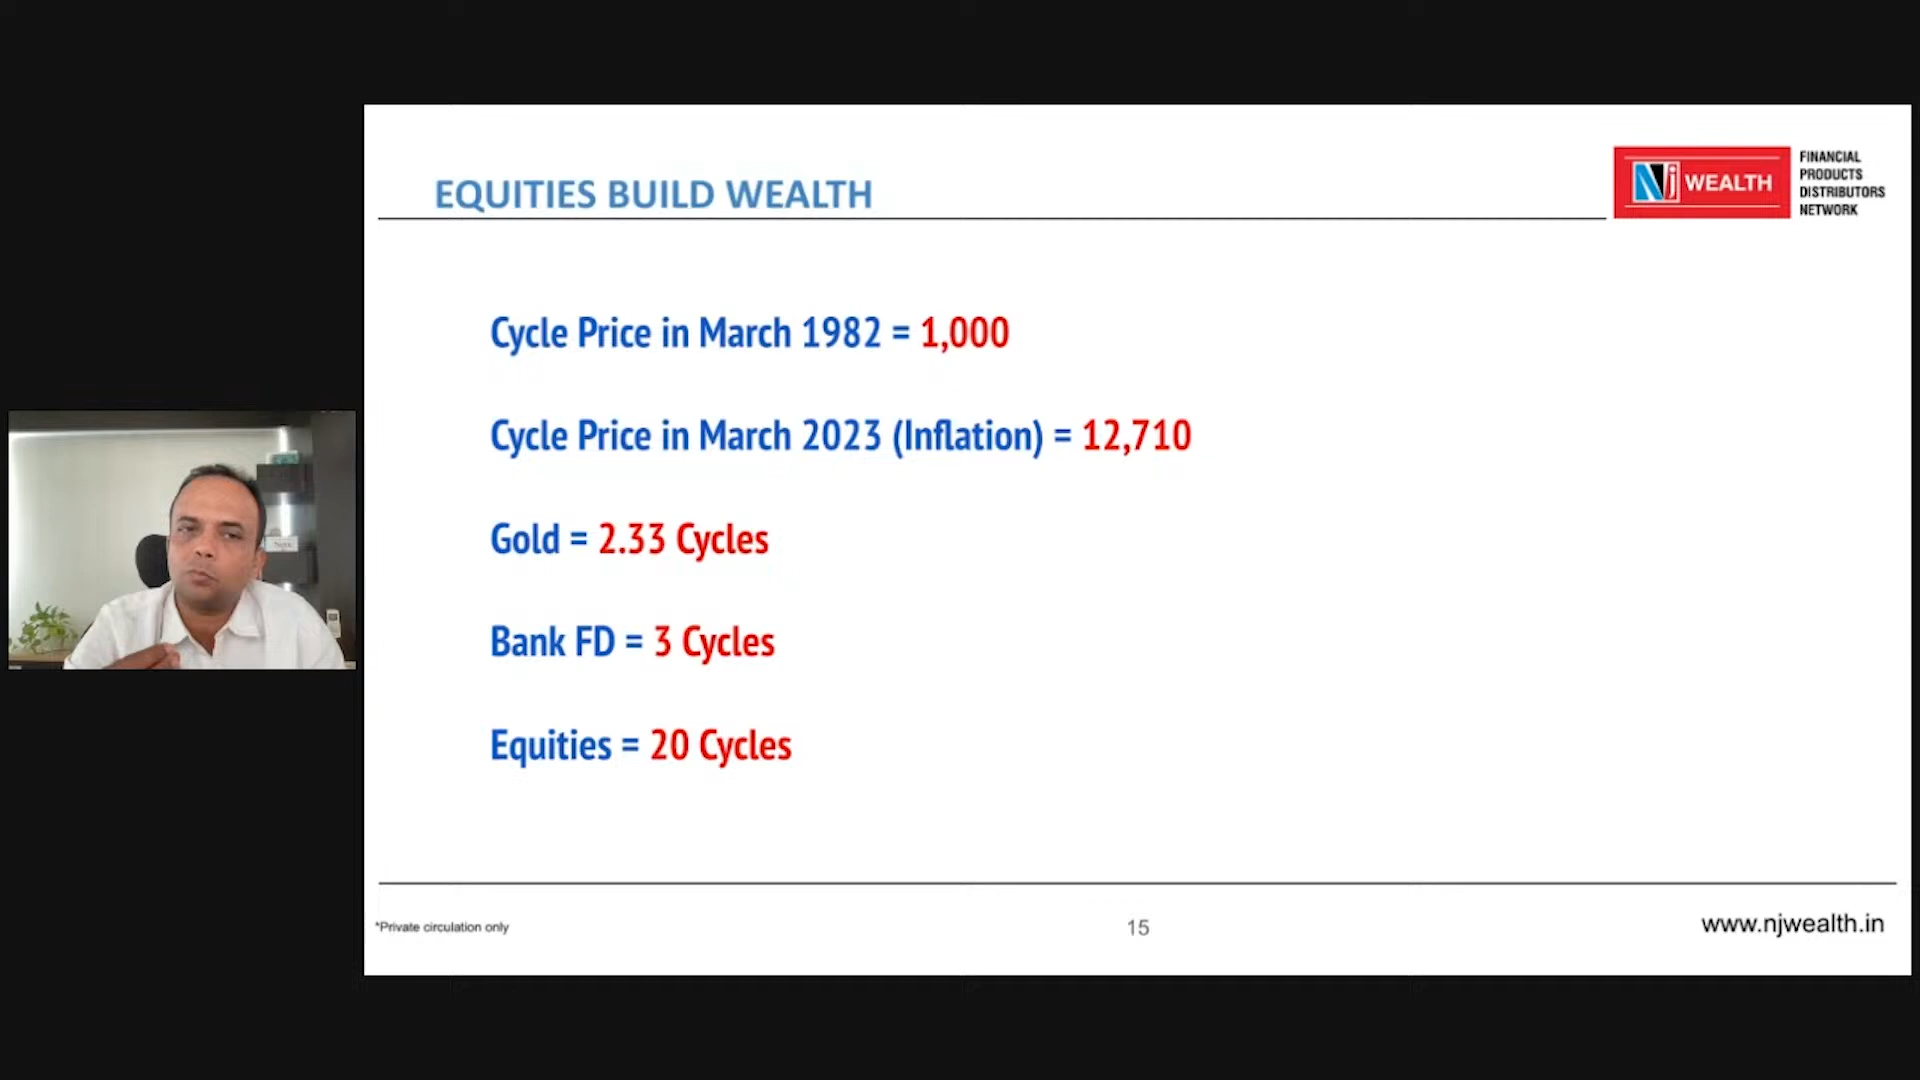 EQUITIES BUILD WEALTH
Nj WEALTH
FINANCIAL
PRODUCTS
DISTRIBUTORS
NETWORK
Cycle Price in March 1982 = 1,000
Cycle Price in March 2023 (Inflation) = 12,710
Gold = 2.33 Cycles
Bank FD = 3 Cycles
Equities = 20 Cycles
*Private circulation only
15
www.njwealth.in